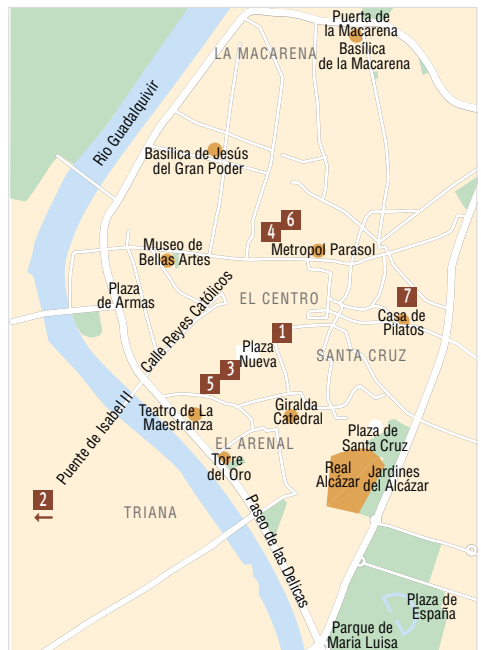 Puerta de
la Macarena
LA MACARENA
Basílica
de la Macarena
Rio Guadalquivir
Basílica de Jesús
del Gran Poder
6
4
Museo de
Bellas Artes
Metropol Parasol
Plaza
de Armas
Calle Reyes Católicos
EL CENTRO
7
Casa de
Pilatos
1
Plaza
Nueva
SANTA CRUZ
3
5
Puente de Isabel II
Teatro de La
Maestranza
Giralda
Catedral
EL ARENAL
Plaza de
Santa Cruz
Torre
del Oro
Real
Alcázar
Jardines
del Alcázar
2
TRIANA
Paseo de las Delicas
Plaza de
España
Parque de
Maria Luisa